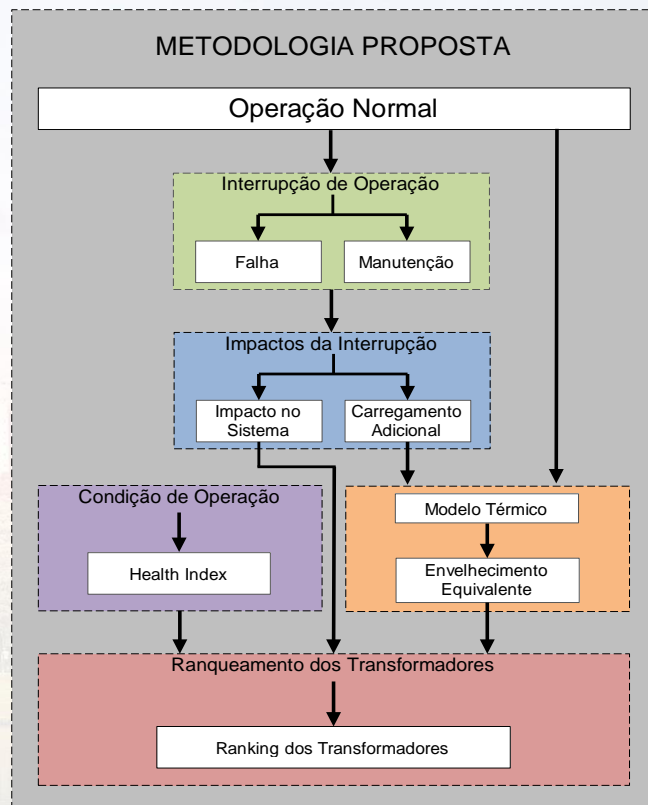 METODOLOGIA PROPOSTA
Operação Normal
Interrupção de Operação
Falha
Manutenção
Impactos da Interrupção
Impacto no
Sistema
Carregamento
Adicional
Condição de Operação
Health Index
Modelo Térmico
Envelhecimento
Equivalente
Ranqueamento dos Transformadores
Ranking dos Transformadores